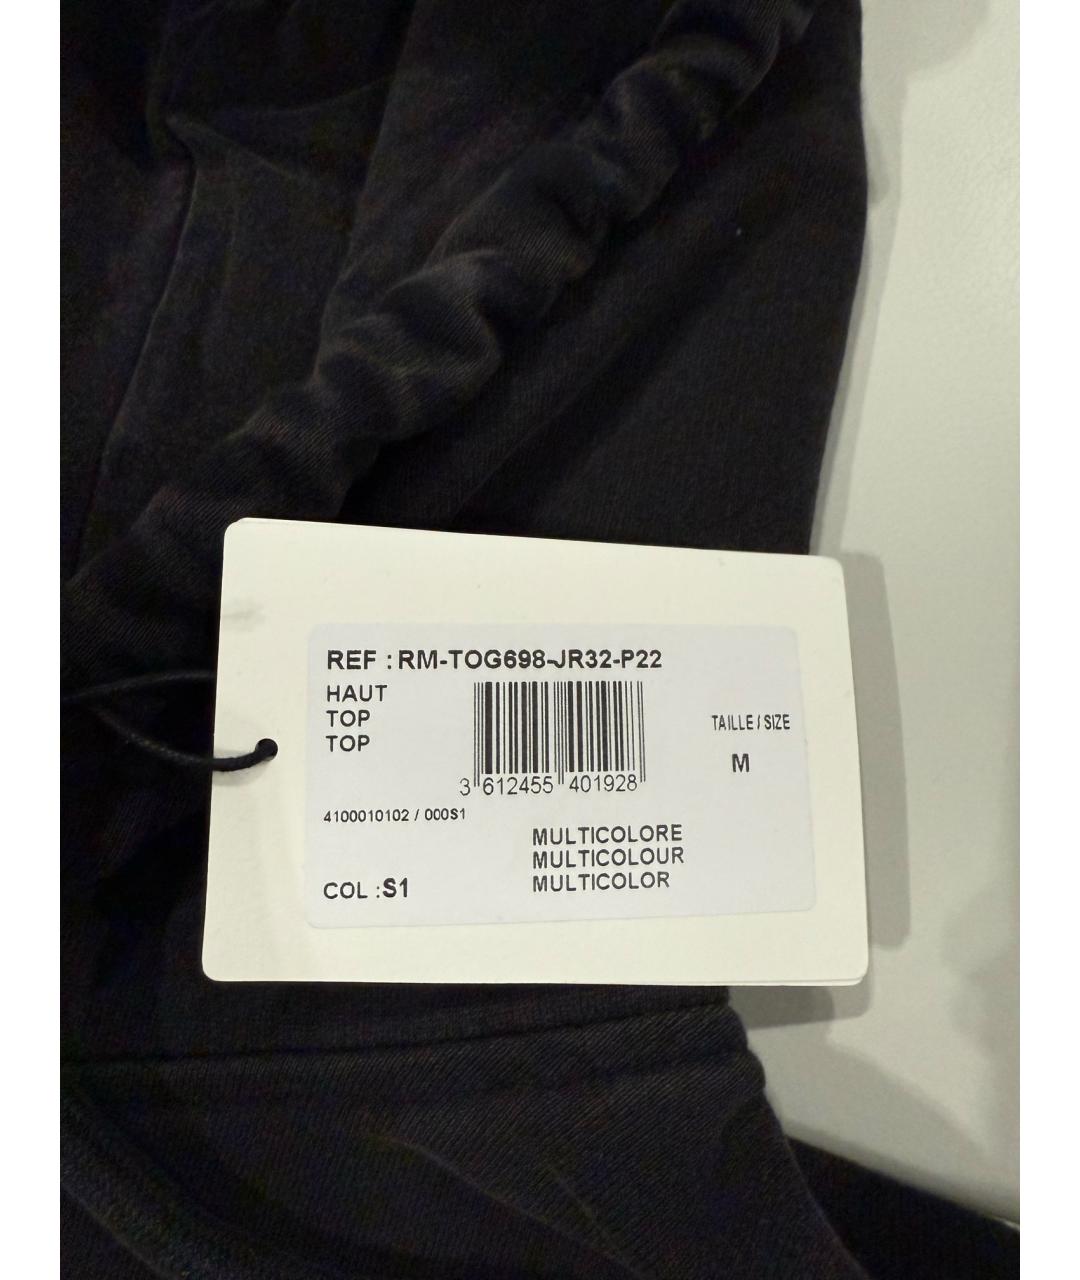 REF : RM-TOG698-JR32-P22
HAUT
TOP
TOP
TAILLE / SIZE
M
3 612455 401928
4100010102 / 000S1
MULTICOLORE
MULTICOLOUR
MULTICOLOR
COL :S1